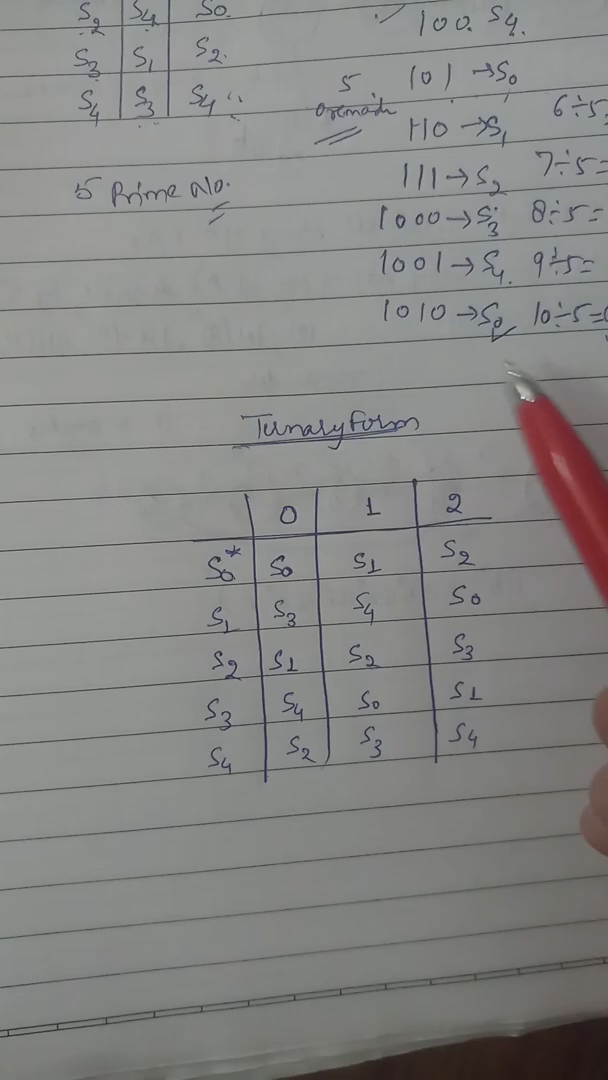 S2 | S4 | S0.
100. S4.
S3 | S1 | S2.
5. 101 → S0
S4 | S3 | S4
110 → S1 6÷5=
5 Prime No. 111 → S2 7÷5=
1000 → S3 8÷5=
1001 → S4. 9÷5=
1010 → S0 10÷5=0
Turnary Form
0 | 1 | 2
S0* | S0 | S1 | S2
S1 | S3 | S4 | S0
S2 | S1 | S2 | S3
S3 | S4 | S0 | S1
S4 | S2 | S3 | S4